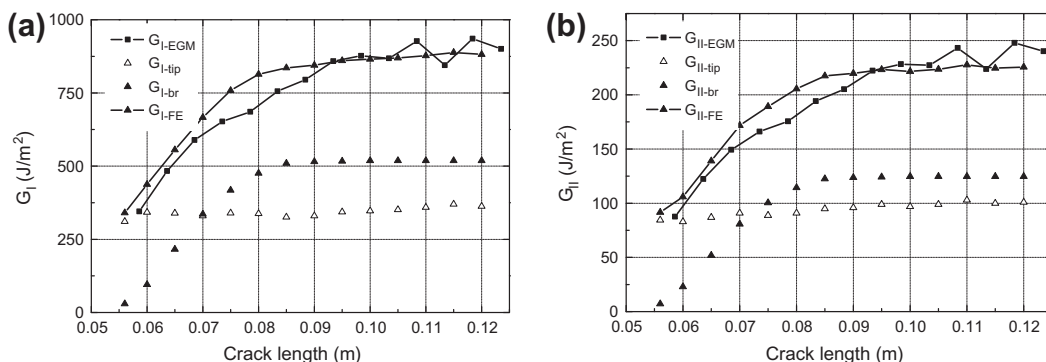 (a)
1000
750
500
250
0
G_I (J/m²)
G_I-EGM
G_I-tip
G_I-br
G_I-FE
0.05 0.06 0.07 0.08 0.09 0.10 0.11 0.12
Crack length (m)
(b)
250
200
150
100
50
0
G_II (J/m²)
G_II-EGM
G_II-tip
G_II-br
G_II-FE
0.05 0.06 0.07 0.08 0.09 0.10 0.11 0.12
Crack length (m)